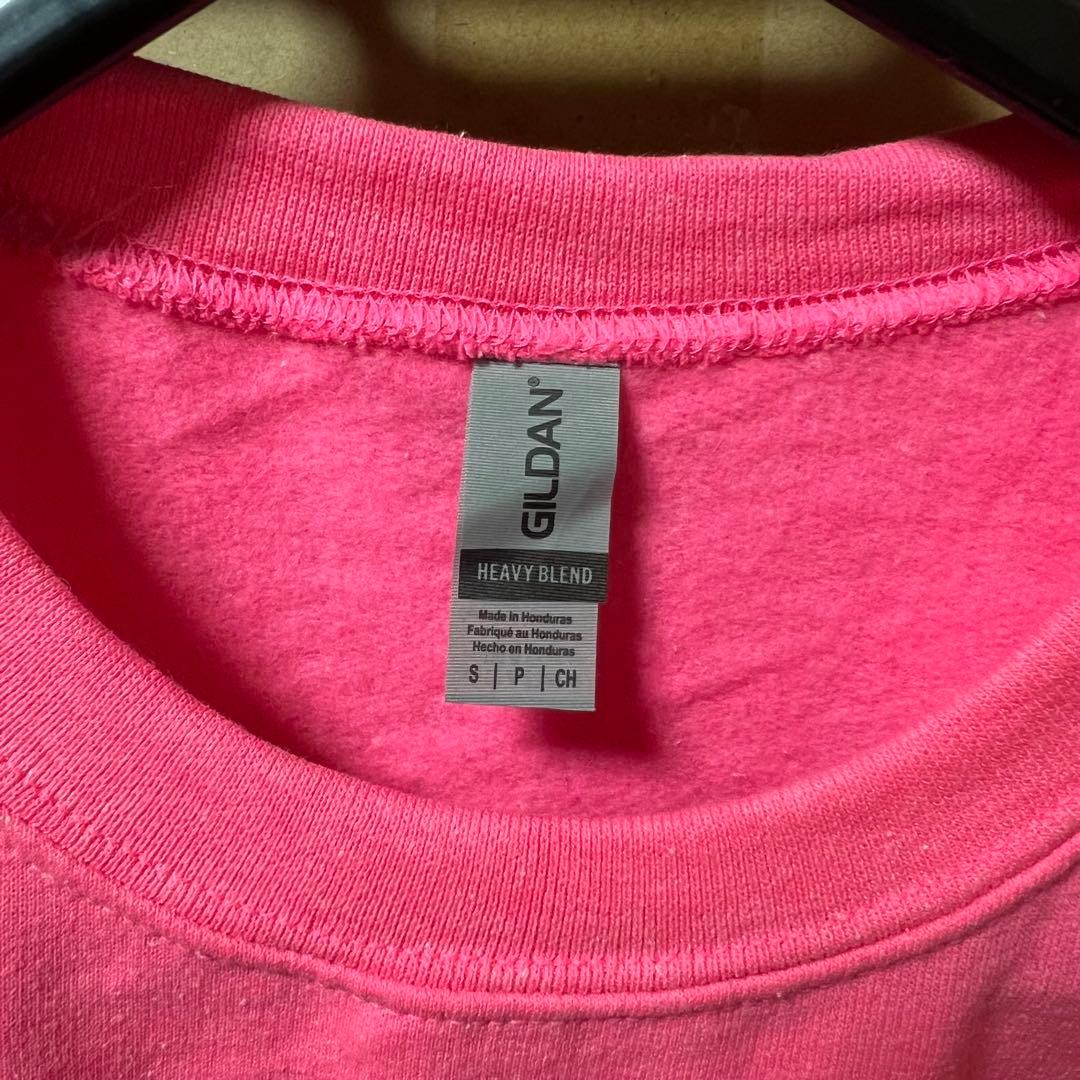 GILDAN®
HEAVY BLEND
Made in Honduras
Fabriqué au Honduras
Hecho en Honduras
S | P | CH